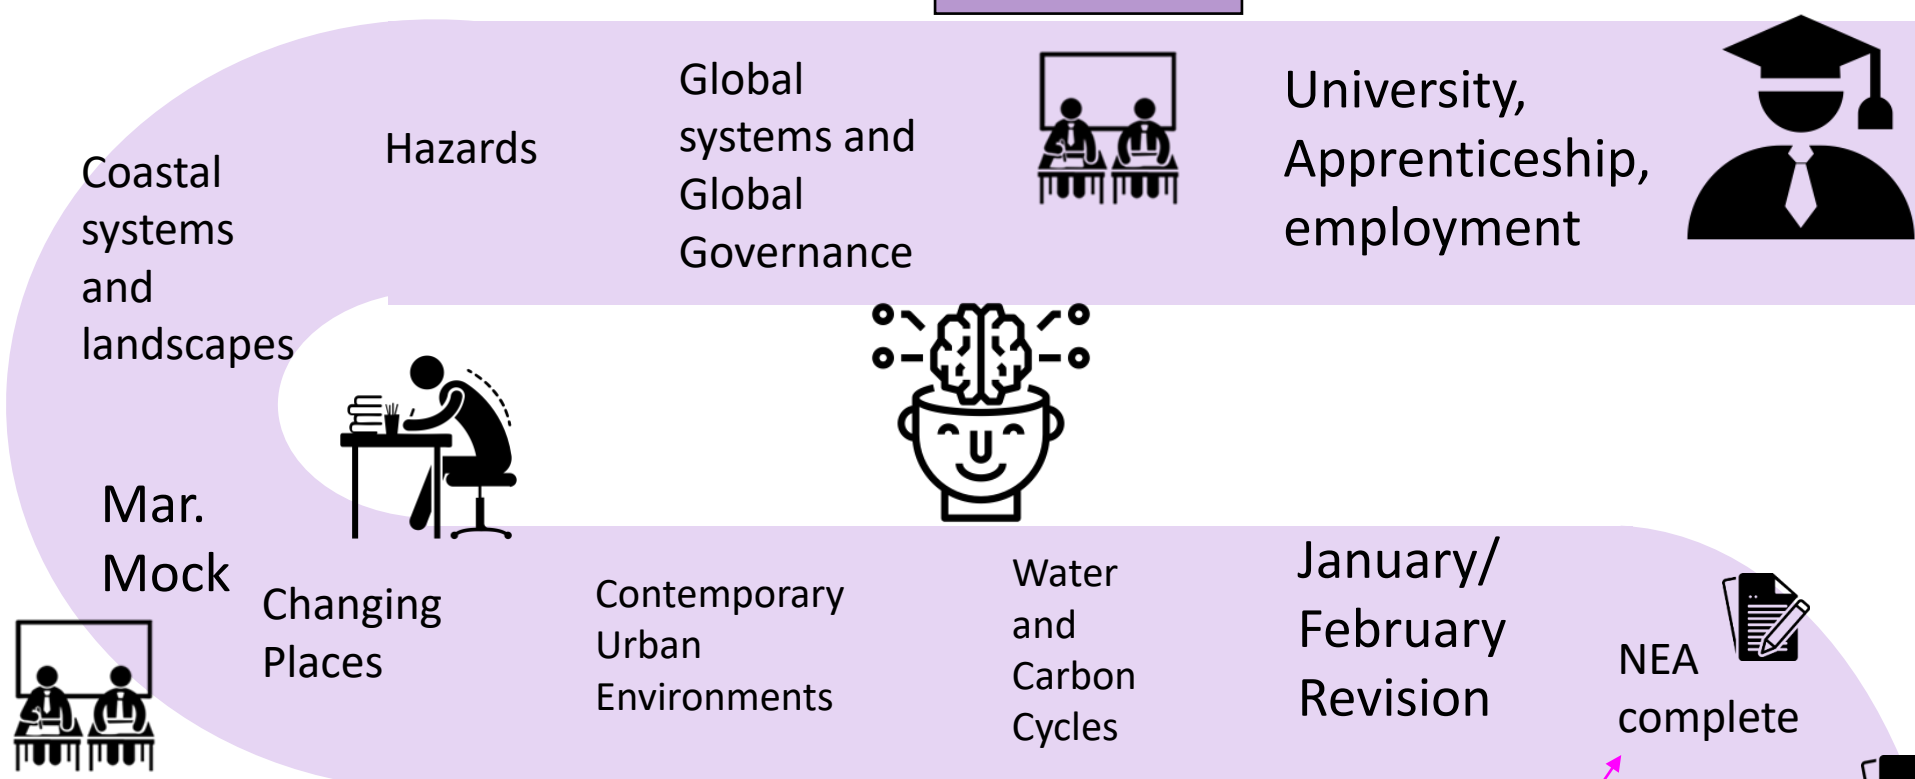 Coastal
systems
and
landscapes
Hazards
Global
systems and
Global
Governance
University,
Apprenticeship,
employment
Mar.
Mock
Changing
Places
Contemporary
Urban
Environments
Water
and
Carbon
Cycles
January/
February
Revision
NEA
complete